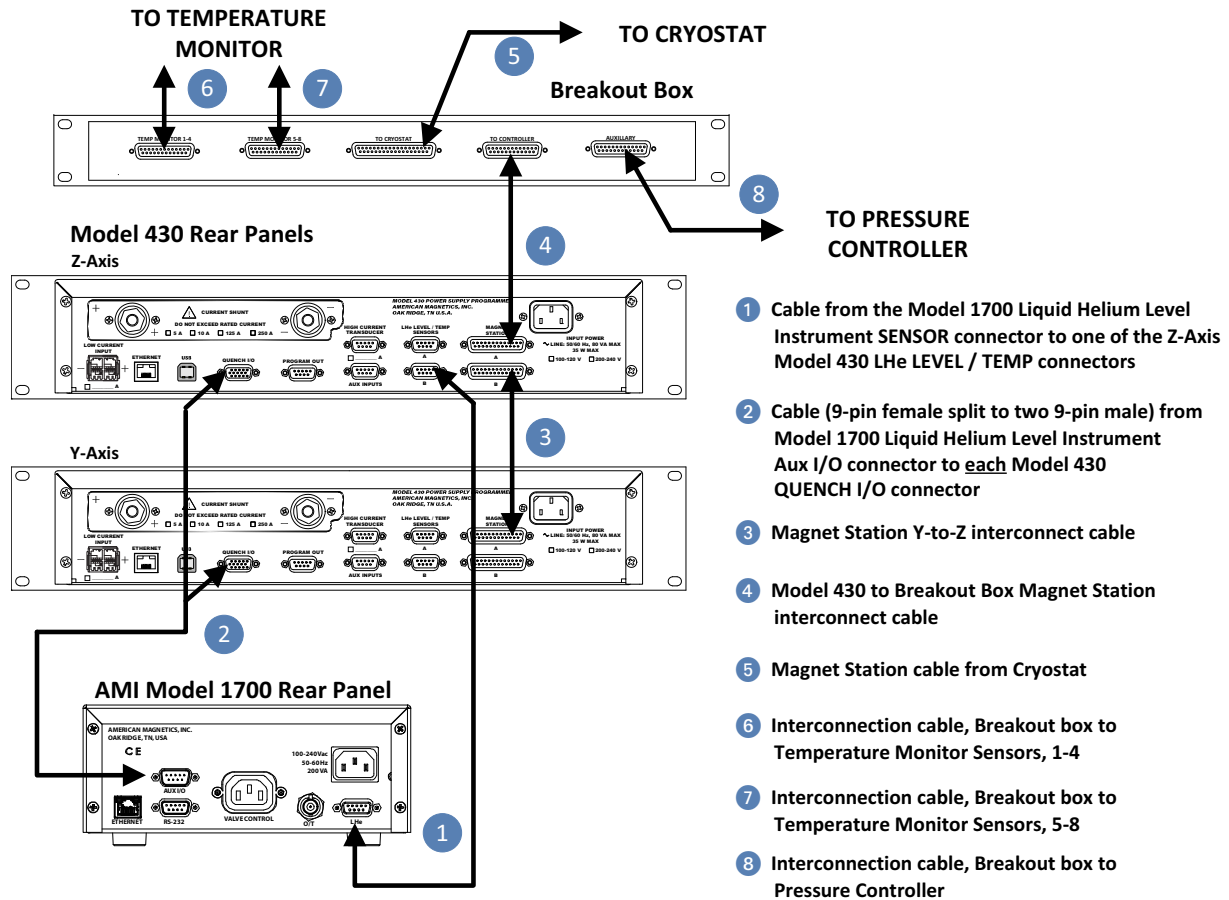 TO TEMPERATURE
MONITOR
6
7
5
TO CRYOSTAT
Breakout Box
TEMP MONITOR 1-4
TEMP MONITOR 5-8
TO CRYOSTAT
TO CONTROLLER
AUXILLARY
8
TO PRESSURE
CONTROLLER
4
Model 430 Rear Panels
Z-Axis
+
CURRENT SHUNT
DO NOT EXCEED RATED CURRENT
+ 5 A 10 A 125 A 250 A −
MODEL 430 POWER SUPPLY PROGRAMME
AMERICAN MAGNETICS, INC.
OAK RIDGE, TN U.S.A.
LOW CURRENT
INPUT
− +
A
ETHERNET
USB
QUENCH I/O
PROGRAM OUT
HIGH CURRENT
TRANSDUCER
A
AUX INPUTS
LHe LEVEL / TEMP
SENSORS
A
B
MAGN
STATIO
A
B
INPUT POWER
~ LINE: 50/60 Hz, 80 VA MAX
35 W MAX
100-120 V 200-240 V
3
Y-Axis
+
CURRENT SHUNT
DO NOT EXCEED RATED CURRENT
+ 5 A 10 A 125 A 250 A −
MODEL 430 POWER SUPPLY PROGRAMME
AMERICAN MAGNETICS, INC.
OAK RIDGE, TN U.S.A.
LOW CURRENT
INPUT
− +
A
ETHERNET
USB
QUENCH I/O
PROGRAM OUT
HIGH CURRENT
TRANSDUCER
A
AUX INPUTS
LHe LEVEL / TEMP
SENSORS
A
B
MAGN
STATIO
A
B
INPUT POWER
~ LINE: 50/60 Hz, 80 VA MAX
35 W MAX
100-120 V 200-240 V
2
AMI Model 1700 Rear Panel
AMERICAN MAGNETICS, INC.
OAK RIDGE, TN, USA
CE
100-240Vac
50-60Hz
200 VA
AUX I/O
ETHERNET
RS-232
VALVE CONTROL
O/T
LHe
1
1 Cable from the Model 1700 Liquid Helium Level
Instrument SENSOR connector to one of the Z-Axis
Model 430 LHe LEVEL / TEMP connectors
2 Cable (9-pin female split to two 9-pin male) from
Model 1700 Liquid Helium Level Instrument
Aux I/O connector to each Model 430
QUENCH I/O connector
3 Magnet Station Y-to-Z interconnect cable
4 Model 430 to Breakout Box Magnet Station
interconnect cable
5 Magnet Station cable from Cryostat
6 Interconnection cable, Breakout box to
Temperature Monitor Sensors, 1-4
7 Interconnection cable, Breakout box to
Temperature Monitor Sensors, 5-8
8 Interconnection cable, Breakout box to
Pressure Controller